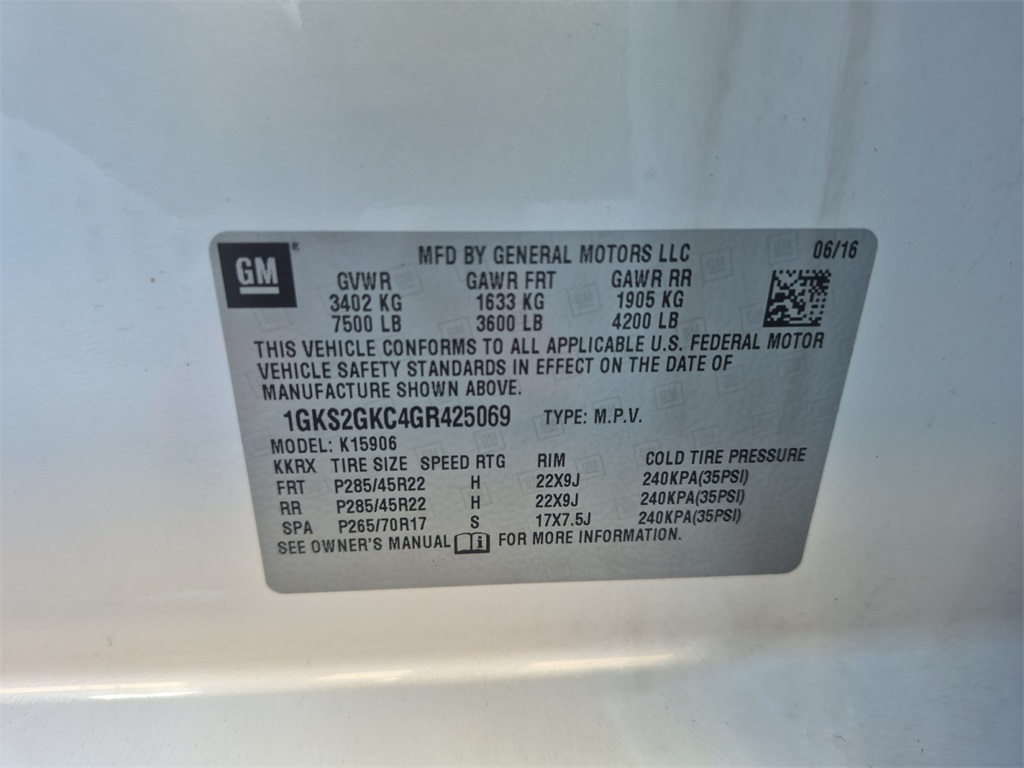 GM ®
MFD BY GENERAL MOTORS LLC 06/16
GVWR GAWR FRT GAWR RR
3402 KG 1633 KG 1905 KG
7500 LB 3600 LB 4200 LB
THIS VEHICLE CONFORMS TO ALL APPLICABLE U.S. FEDERAL MOTOR
VEHICLE SAFETY STANDARDS IN EFFECT ON THE DATE OF
MANUFACTURE SHOWN ABOVE.
1GKS2GKC4GR425069 TYPE: M.P.V.
MODEL: K15906
KKRX TIRE SIZE SPEED RTG RIM COLD TIRE PRESSURE
FRT P285/45R22 H 22X9J 240KPA(35PSI)
RR P285/45R22 H 22X9J 240KPA(35PSI)
SPA P265/70R17 S 17X7.5J 240KPA(35PSI)
SEE OWNER'S MANUAL i FOR MORE INFORMATION.